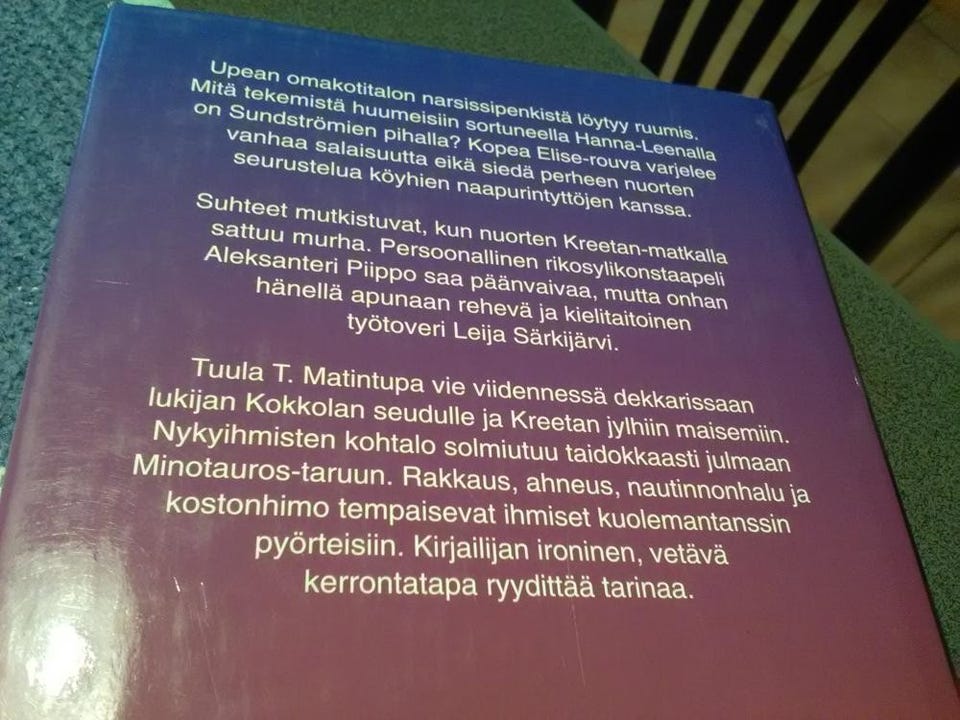 Upean omakotitalon narsissipenkistä löytyy ruumis.
Mitä tekemistä huumeisiin sortuneella Hanna-Leenalla
on Sundströmien pihalla? Kopea Elise-rouva varjelee
vanhaa salaisuutta eikä siedä perheen nuorten
seurustelua köyhien naapurintyttöjen kanssa.
Suhteet mutkistuvat, kun nuorten Kreetan-matkalla
sattuu murha. Persoonallinen rikosylikonstaapeli
Aleksanteri Piippo saa päänvaivaa, mutta onhan
hänellä apunaan rehevä ja kielitaitoinen
työtoveri Leija Särkijärvi.
Tuula T. Matintupa vie viidennessä dekkarissaan
lukijan Kokkolan seudulle ja Kreetan jylhiin maisemiin.
Nykyihmisten kohtalo solmiutuu taidokkaasti julmaan
Minotauros-taruun. Rakkaus, ahneus, nautinnonhalu ja
kostonhimo tempaisevat ihmiset kuolemantanssin
pyörteisiin. Kirjailijan ironinen, vetävä
kerrontatapa ryydittää tarinaa.